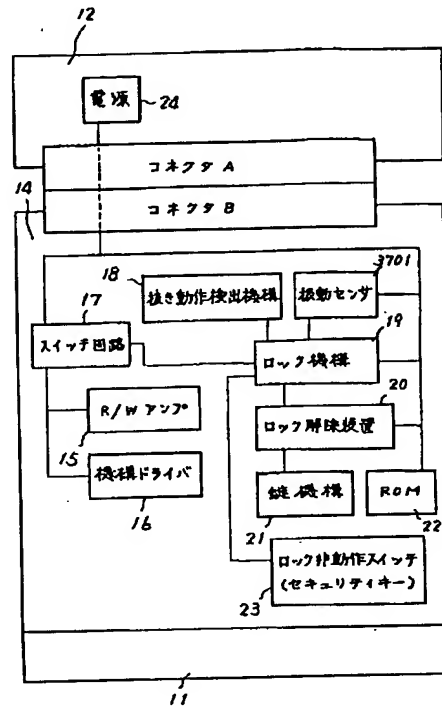 12
電源
24
コネクタ A
コネクタ B
14
18
抜き動作検出機構
振動センサ
3701
17
19
スイッチ回路
ロック機構
20
R/W アンプ
ロック解除装置
15
機構ドライバ
鍵機構
ROM
16
21
22
ロック非動作スイッチ
(セキュリティキー)
23
11